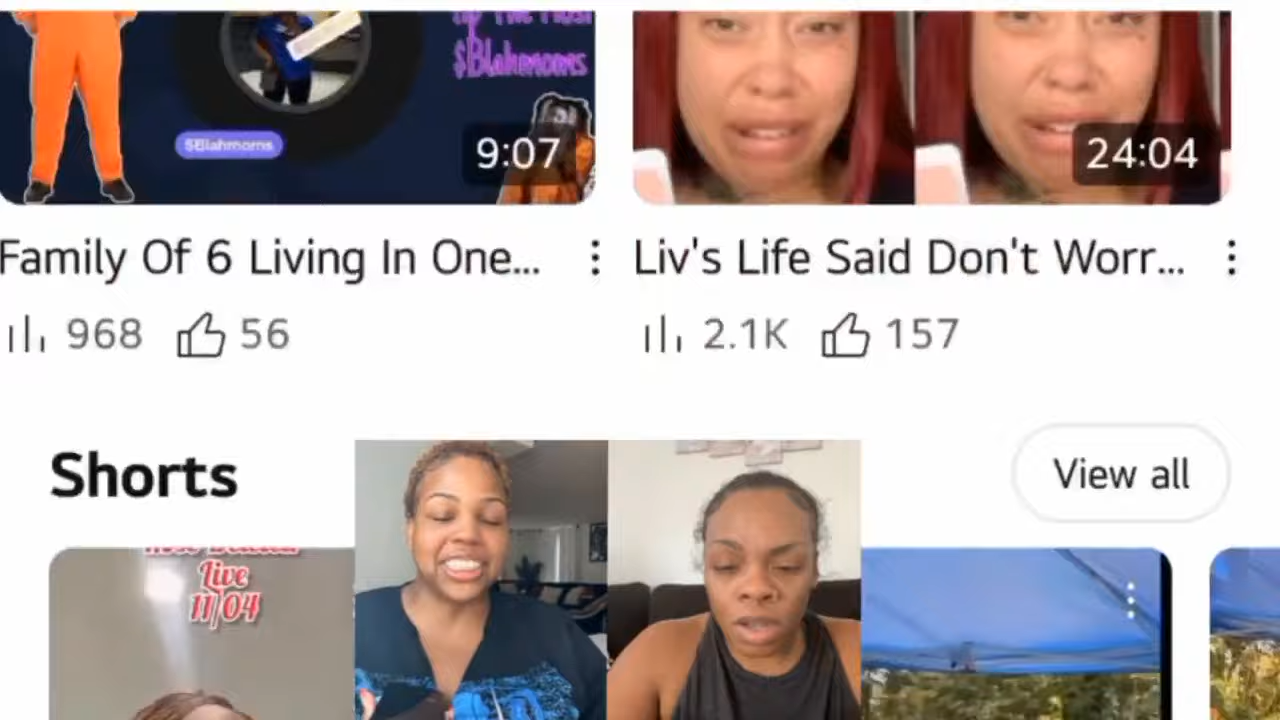 $Blahmoms
$Blahmoms
9:07
24:04
Family Of 6 Living In One...
Liv's Life Said Don't Worr...
968 56
2.1K 157
Shorts
View all
Live
11/04